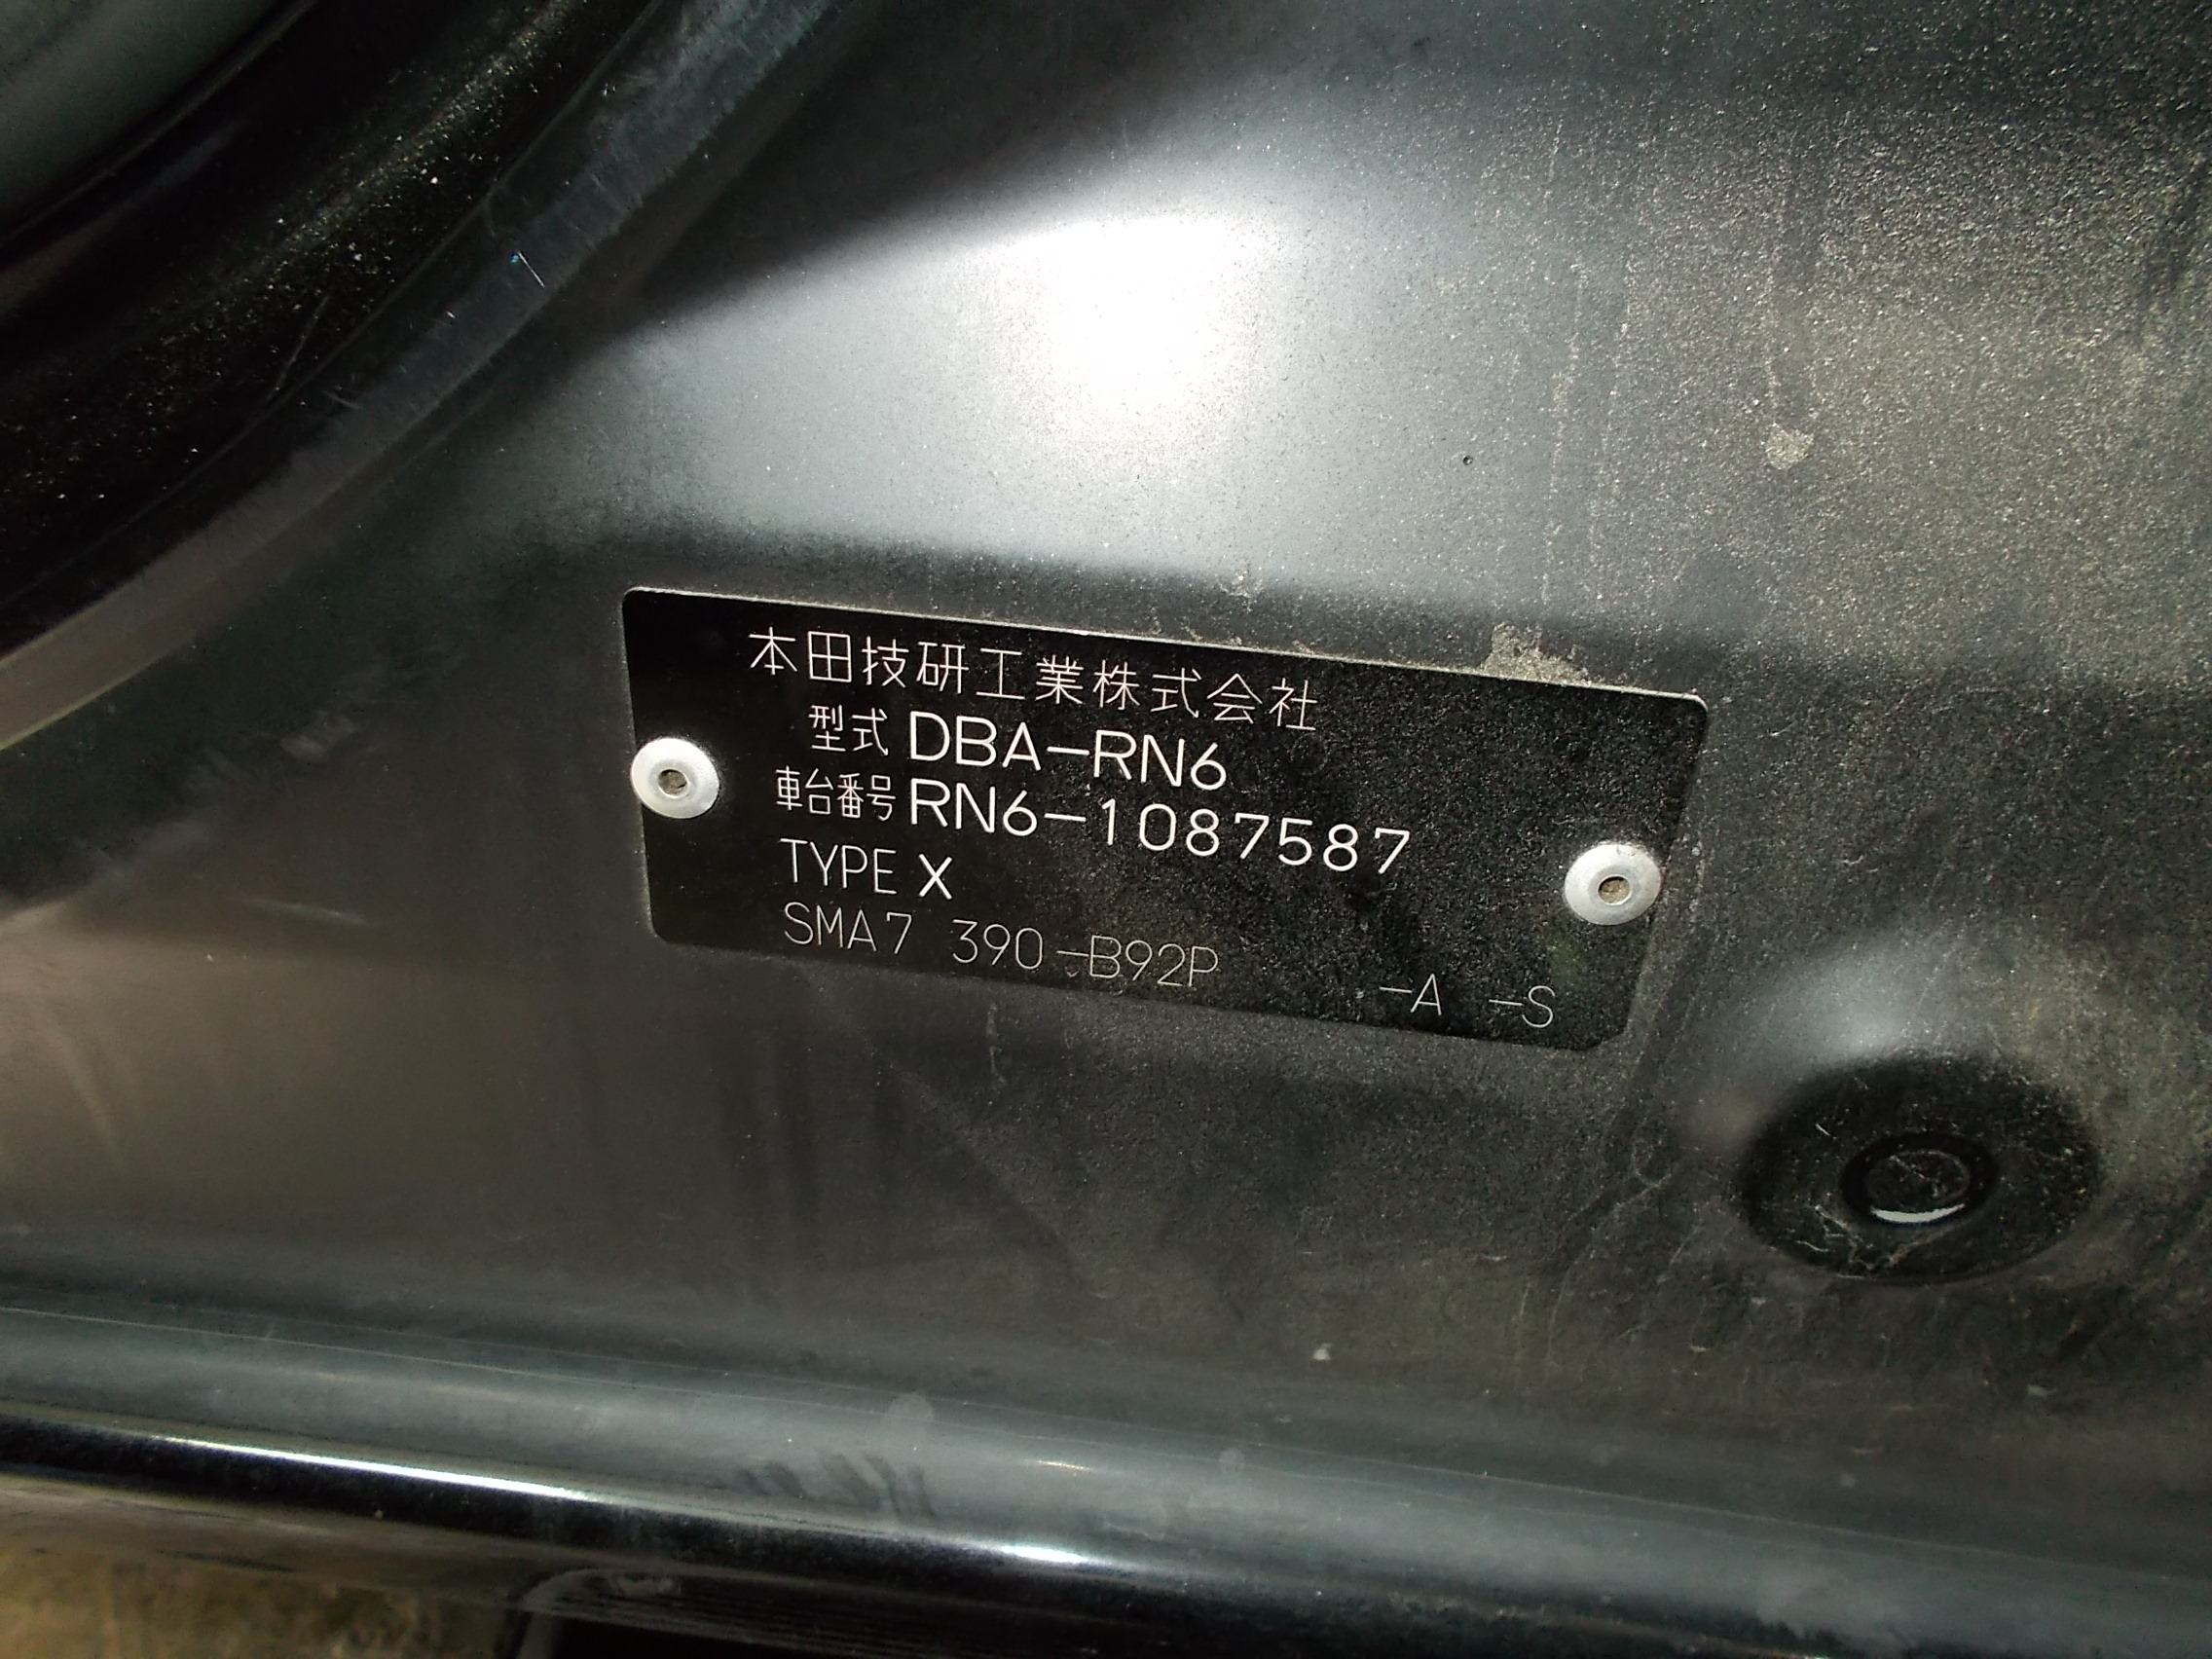 本田技研工業株式会社
型式 DBA-RN6
車台番号 RN6-1087587
TYPE X
SMA7 390-B92P -A -S